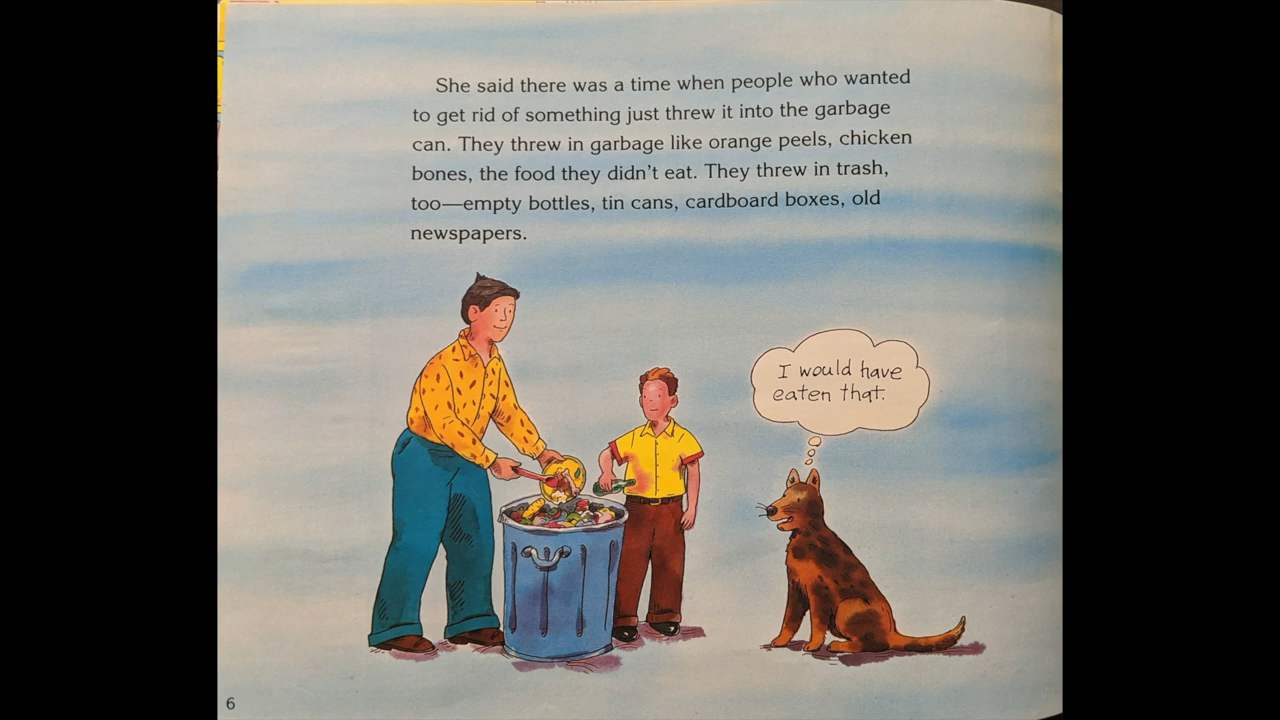 She said there was a time when people who wanted
to get rid of something just threw it into the garbage
can. They threw in garbage like orange peels, chicken
bones, the food they didn't eat. They threw in trash,
too—empty bottles, tin cans, cardboard boxes, old
newspapers.
I would have
eaten that.
6